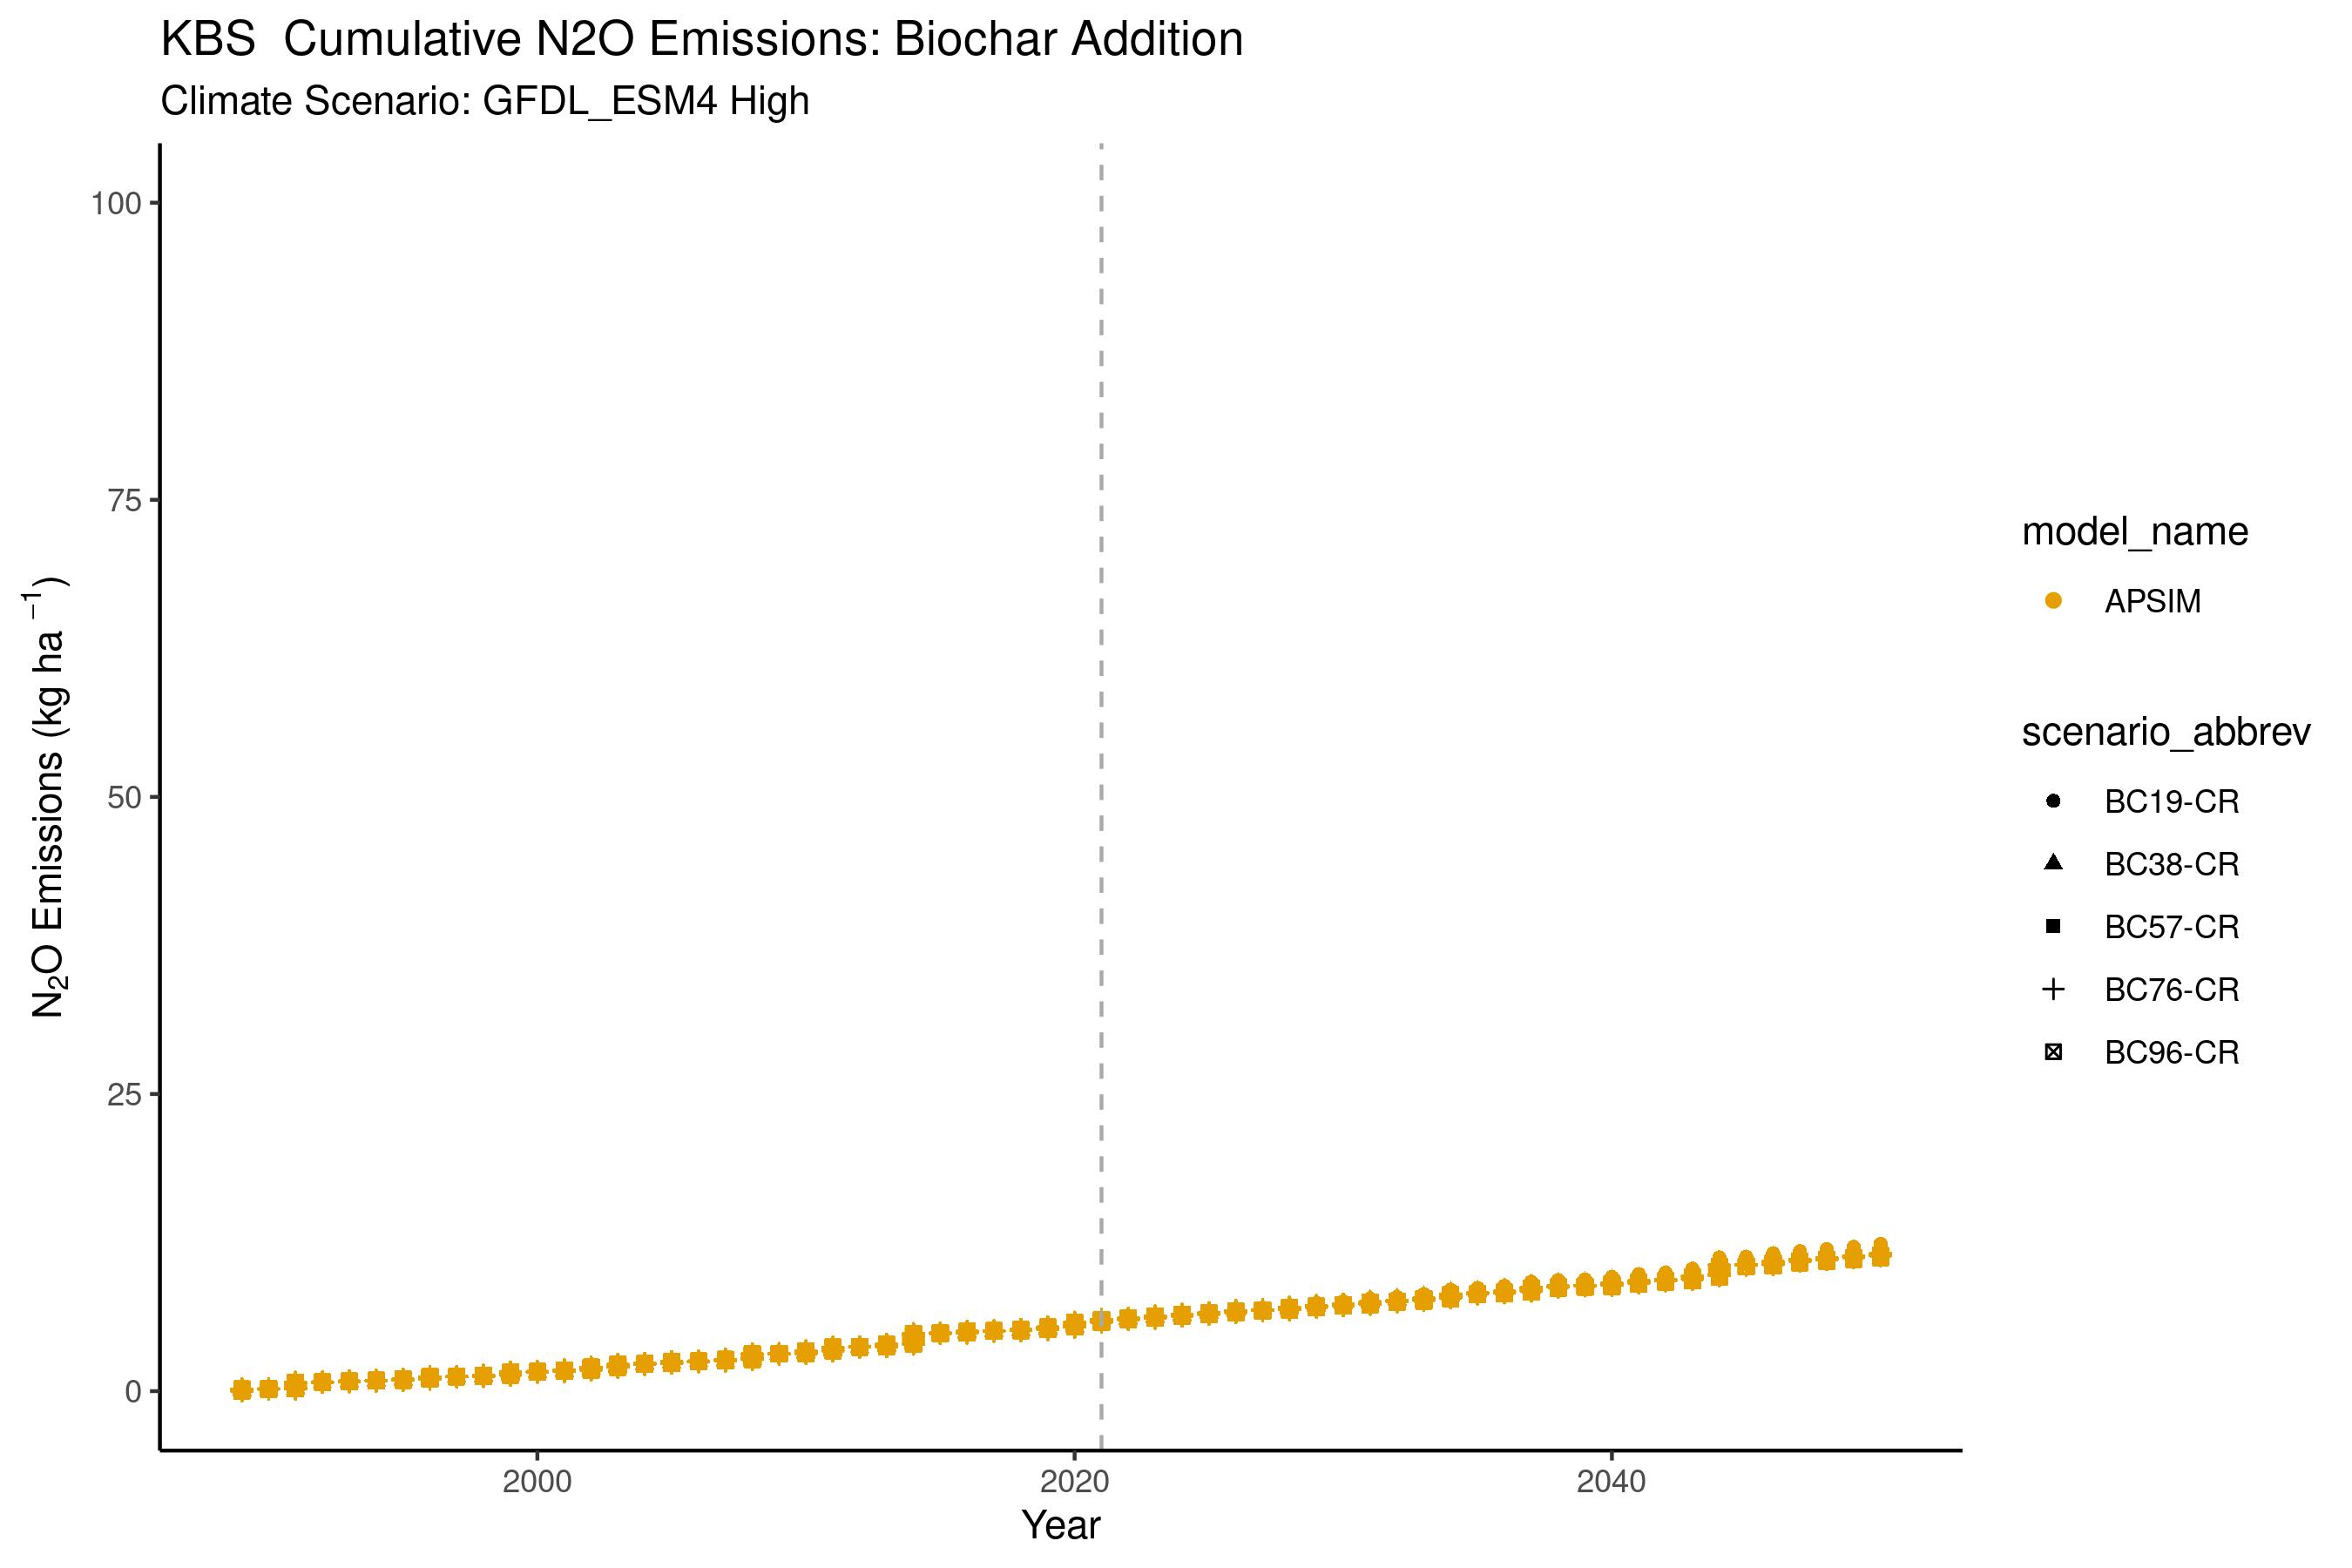 KBS  Cumulative N2O Emissions: Biochar Addition
Climate Scenario: GFDL_ESM4 High
N₂O Emissions (kg ha⁻¹)
100
75
50
25
0
2000
2020
2040
Year
model_name
APSIM
scenario_abbrev
BC19-CR
BC38-CR
BC57-CR
BC76-CR
BC96-CR